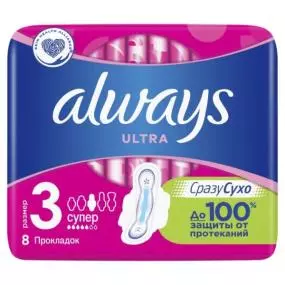 always
ULTRA
размер
3
супер
8 Прокладок
СразуСухо
До 100%
защиты от
протеканий